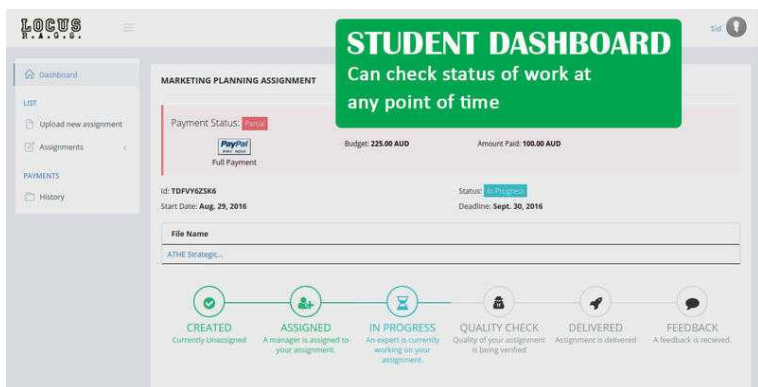 LOCUS
R.A.G.S.
Sid
STUDENT DASHBOARD
Can check status of work at
any point of time
Dashboard
LIST
Upload new assignment
Assignments
PAYMENTS
History
MARKETING PLANNING ASSIGNMENT
Payment Status: Partial
PayPal
Full Payment
Budget: 225.00 AUD
Amount Paid: 100.00 AUD
Id: TDFVY6ZSK6
Status: In Progress
Start Date: Aug. 29, 2016
Deadline: Sept. 30, 2016
File Name
ATHE Strategic...
CREATED
Currently Unassigned
ASSIGNED
A manager is assigned to
your assignment.
IN PROGRESS
An expert is currently
working on your
assignment.
QUALITY CHECK
Quality of your assignment
is being verified
DELIVERED
Assignment is delivered
FEEDBACK
A feedback is recieved.